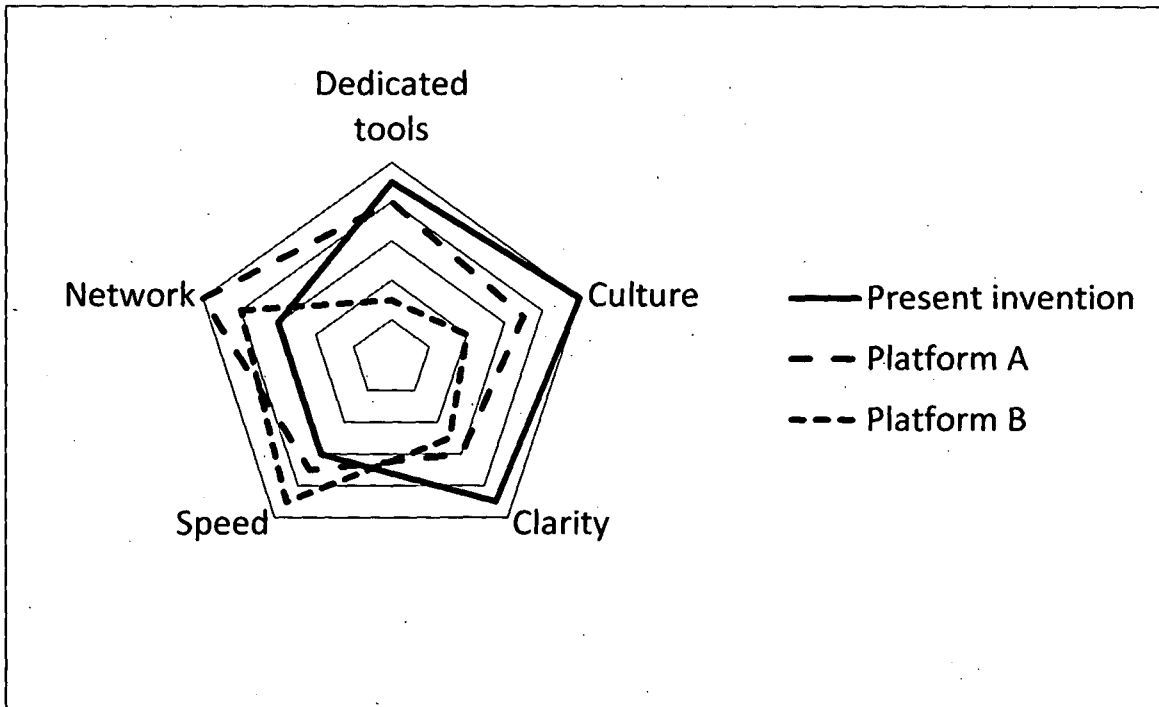 Dedicated
tools
Network
Culture
Speed
Clarity
Present invention
Platform A
Platform B